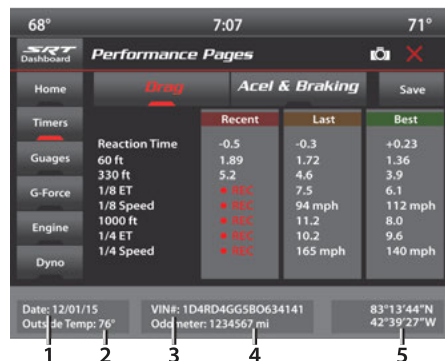 68° 7:07 71°
SRT Dashboard Performance Pages
Home Drag Acel & Braking Save
Timers Recent Last Best
Reaction Time -0.5 -0.3 +0.23
60 ft 1.89 1.72 1.36
Guages 330 ft 5.2 4.6 3.9
1/8 ET • REC 7.5 6.1
G-Force 1/8 Speed • REC 94 mph 112 mph
1000 ft • REC 11.2 8.0
Engine 1/4 ET • REC 10.2 9.6
1/4 Speed • REC 165 mph 140 mph
Dyno
Date: 12/01/15 VIN#: 1D4RD4GG5BO634141 83°13'44"N
Outside Temp: 76° Odometer: 1234567 mi 42°39'27"W
1 2 3 4 5